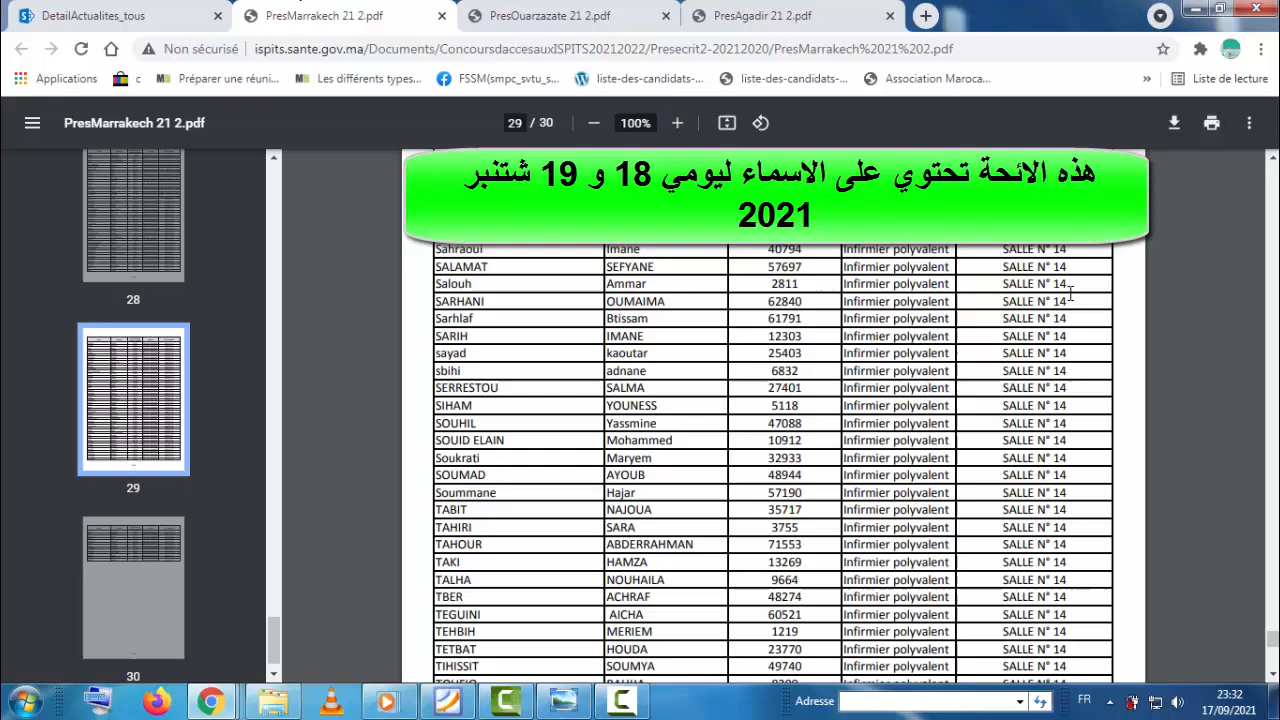 DetailActualites_tous
PresMarrakech 21 2.pdf
PresOuarzazate 21 2.pdf
PresAgadir 21 2.pdf
Non sécurisé ispits.sante.gov.ma/Documents/ConcoursdaccesauxISPITS20212022/Presecrit2-20212020/PresMarrakech%2021%202.pdf
Applications c Préparer une réuni... Les différents types... FSSM(smpc_svtu_s... liste-des-candidats-... liste-des-candidats-... Association Maroca... » Liste de lecture
PresMarrakech 21 2.pdf 29 / 30 100%
هذه الائحة تحتوي على الاسماء ليومي 18 و 19 شتنبر
2021
28
29
30
Sahraoui Imane 40794 Infirmier polyvalent SALLE N° 14
SALAMAT SEFYANE 57697 Infirmier polyvalent SALLE N° 14
Salouh Ammar 2811 Infirmier polyvalent SALLE N° 14
SARHANI OUMAIMA 62840 Infirmier polyvalent SALLE N° 14
Sarhlaf Btissam 61791 Infirmier polyvalent SALLE N° 14
SARIH IMANE 12303 Infirmier polyvalent SALLE N° 14
sayad kaoutar 25403 Infirmier polyvalent SALLE N° 14
sbihi adnane 6832 Infirmier polyvalent SALLE N° 14
SERRESTOU SALMA 27401 Infirmier polyvalent SALLE N° 14
SIHAM YOUNESS 5118 Infirmier polyvalent SALLE N° 14
SOUHIL Yassmine 47088 Infirmier polyvalent SALLE N° 14
SOUID ELAIN Mohammed 10912 Infirmier polyvalent SALLE N° 14
Soukrati Maryem 32933 Infirmier polyvalent SALLE N° 14
SOUMAD AYOUB 48944 Infirmier polyvalent SALLE N° 14
Soummane Hajar 57190 Infirmier polyvalent SALLE N° 14
TABIT NAJOUA 35717 Infirmier polyvalent SALLE N° 14
TAHIRI SARA 3755 Infirmier polyvalent SALLE N° 14
TAHOUR ABDERRAHMAN 71553 Infirmier polyvalent SALLE N° 14
TAKI HAMZA 13269 Infirmier polyvalent SALLE N° 14
TALHA NOUHAILA 9664 Infirmier polyvalent SALLE N° 14
TBER ACHRAF 48274 Infirmier polyvalent SALLE N° 14
TEGUINI AICHA 60521 Infirmier polyvalent SALLE N° 14
TEHBIH MERIEM 1219 Infirmier polyvalent SALLE N° 14
TETBAT HOUDA 23770 Infirmier polyvalent SALLE N° 14
TIHISSIT SOUMYA 49740 Infirmier polyvalent SALLE N° 14
Adresse
FR
23:32
17/09/2021